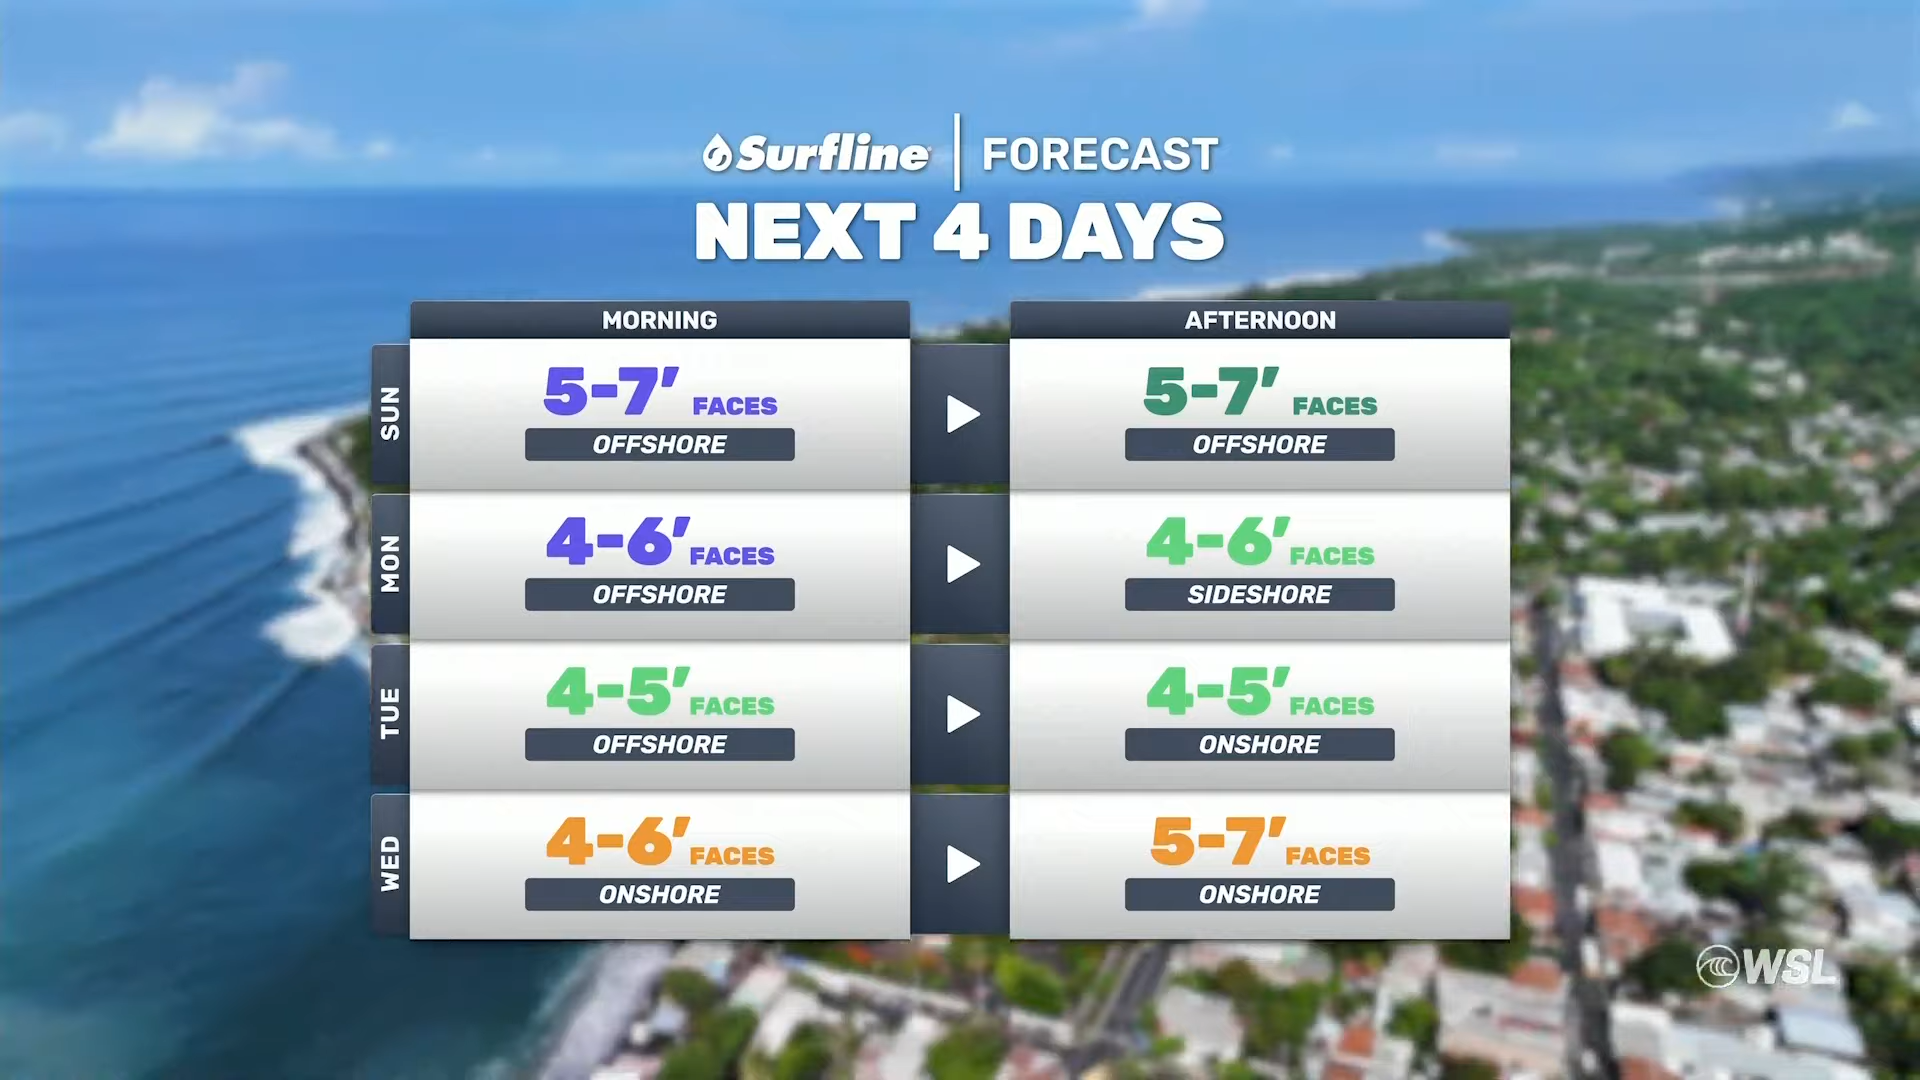 Surfline | FORECAST
NEXT 4 DAYS
MORNING
AFTERNOON
SUN
5-7' FACES
OFFSHORE
5-7' FACES
OFFSHORE
MON
4-6' FACES
OFFSHORE
4-6' FACES
SIDESHORE
TUE
4-5' FACES
OFFSHORE
4-5' FACES
ONSHORE
WED
4-6' FACES
ONSHORE
5-7' FACES
ONSHORE
WSL